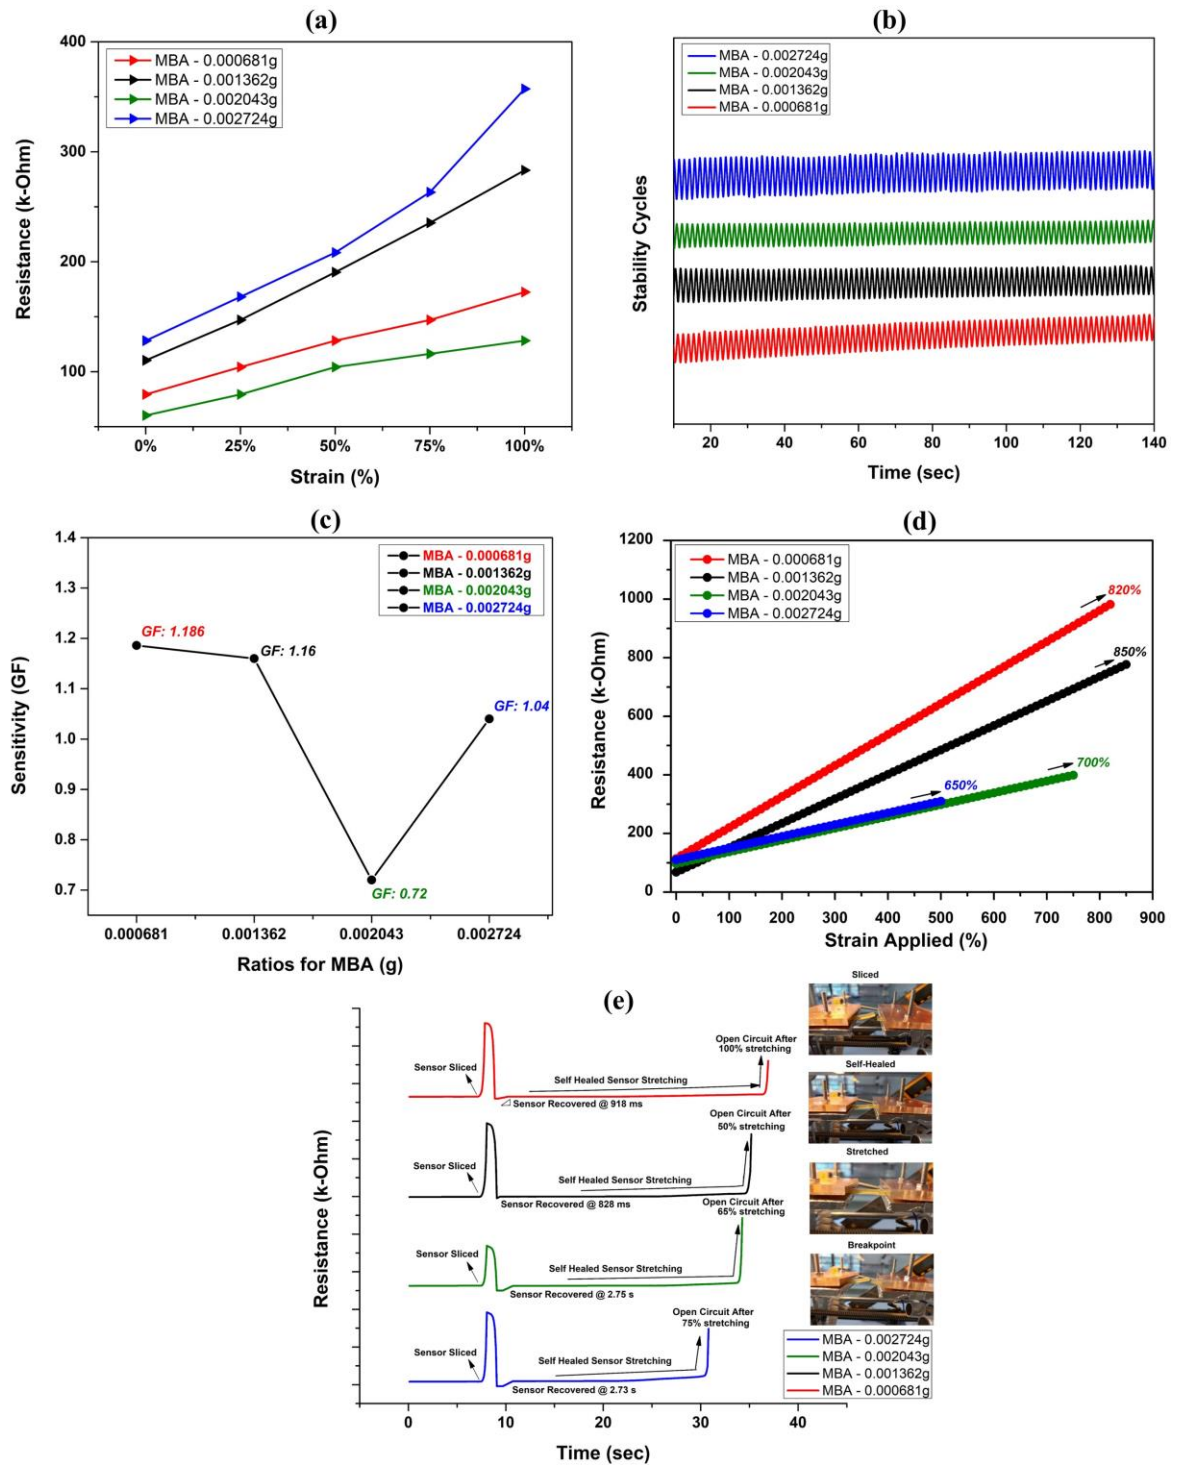 (a)
400
300
200
100
Resistance (k-Ohm)
MBA - 0.000681g
MBA - 0.001362g
MBA - 0.002043g
MBA - 0.002724g
0% 25% 50% 75% 100%
Strain (%)
(b)
Stability Cycles
MBA - 0.002724g
MBA - 0.002043g
MBA - 0.001362g
MBA - 0.000681g
20 40 60 80 100 120 140
Time (sec)
(c)
1.4
1.3
1.2
1.1
1.0
0.9
0.8
0.7
Sensitivity (GF)
MBA - 0.000681g
MBA - 0.001362g
MBA - 0.002043g
MBA - 0.002724g
GF: 1.186
GF: 1.16
GF: 1.04
GF: 0.72
0.000681 0.001362 0.002043 0.002724
Ratios for MBA (g)
(d)
1200
1000
800
600
400
200
0
Resistance (k-Ohm)
MBA - 0.000681g
MBA - 0.001362g
MBA - 0.002043g
MBA - 0.002724g
820%
850%
700%
650%
0 100 200 300 400 500 600 700 800 900
Strain Applied (%)
(e)
Resistance (k-Ohm)
Sensor Sliced
Self Healed Sensor Stretching
Sensor Recovered @ 918 ms
Open Circuit After
100% stretching
Sensor Sliced
Self Healed Sensor Stretching
Sensor Recovered @ 828 ms
Open Circuit After
50% stretching
Sensor Sliced
Self Healed Sensor Stretching
Sensor Recovered @ 2.75 s
Open Circuit After
65% stretching
Sensor Sliced
Self Healed Sensor Stretching
Sensor Recovered @ 2.73 s
Open Circuit After
75% stretching
Sliced
Self-Healed
Stretched
Breakpoint
MBA - 0.002724g
MBA - 0.002043g
MBA - 0.001362g
MBA - 0.000681g
0 10 20 30 40
Time (sec)